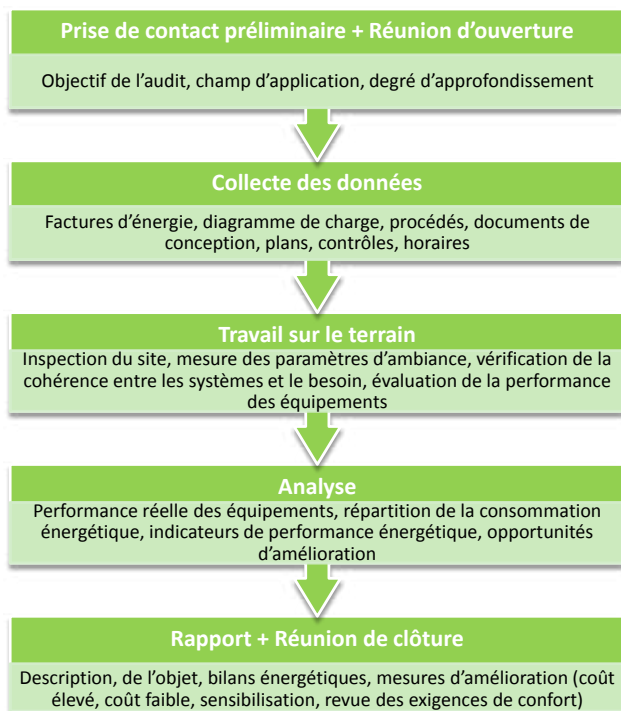 Prise de contact préliminaire + Réunion d’ouverture
Objectif de l’audit, champ d’application, degré d’approfondissement
Collecte des données
Factures d’énergie, diagramme de charge, procédés, documents de
conception, plans, contrôles, horaires
Travail sur le terrain
Inspection du site, mesure des paramètres d’ambiance, vérification de la
cohérence entre les systèmes et le besoin, évaluation de la performance
des équipements
Analyse
Performance réelle des équipements, répartition de la consommation
énergétique, indicateurs de performance énergétique, opportunités
d’amélioration
Rapport + Réunion de clôture
Description, de l’objet, bilans énergétiques, mesures d’amélioration (coût
élevé, coût faible, sensibilisation, revue des exigences de confort)